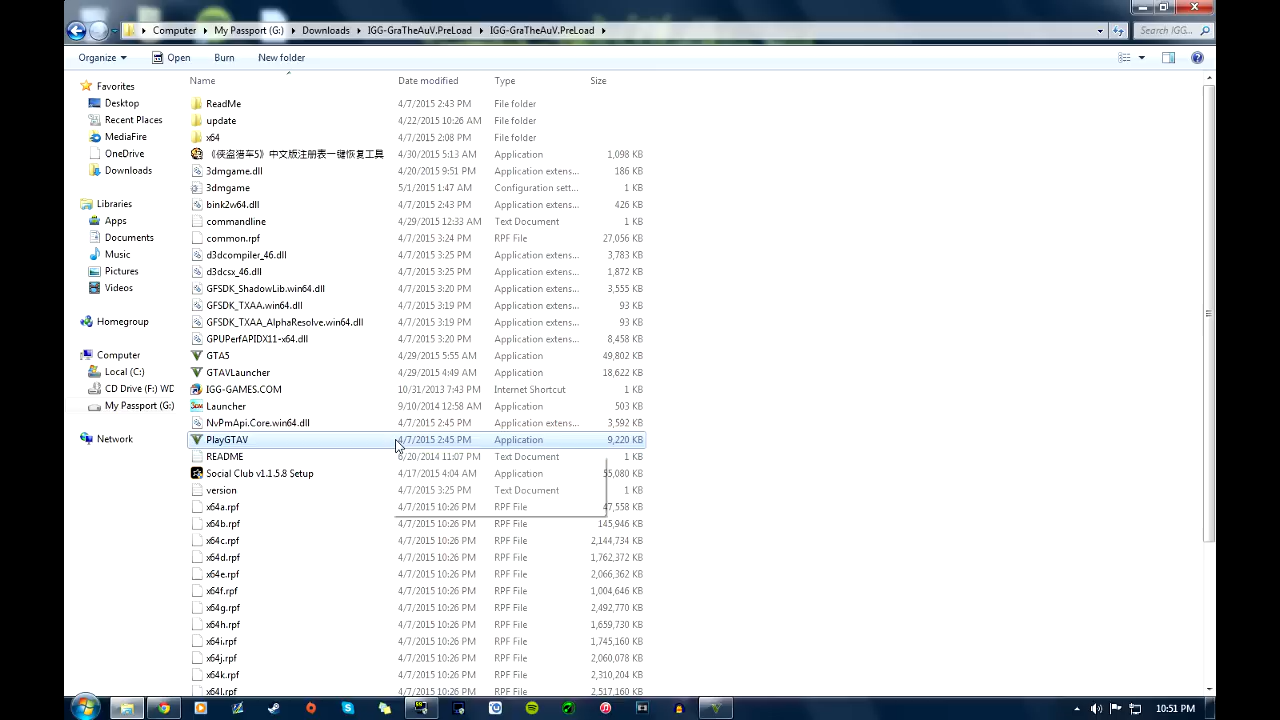 Computer ▸ My Passport (G:) ▸ Downloads ▸ IGG-GraTheAuV.PreLoad ▸ IGG-GraTheAuV.PreLoad ▸ Search IGG...
Organize Open Burn New folder
Name Date modified Type Size
Favorites
Desktop
Recent Places
MediaFire
OneDrive
Downloads
Libraries
Apps
Documents
Music
Pictures
Videos
Homegroup
Computer
Local (C:)
CD Drive (F:) WD
My Passport (G:)
Network
ReadMe 4/7/2015 2:43 PM File folder
update 4/22/2015 10:26 AM File folder
x64 4/7/2015 2:08 PM File folder
《侠盗猎车5》中文版注册表一键恢复工具 4/30/2015 5:13 AM Application 1,098 KB
3dmgame.dll 4/20/2015 9:51 PM Application extens... 186 KB
3dmgame 5/1/2015 1:47 AM Configuration sett... 1 KB
bink2w64.dll 4/7/2015 2:43 PM Application extens... 426 KB
commandline 4/29/2015 12:33 AM Text Document 1 KB
common.rpf 4/7/2015 3:24 PM RPF File 27,056 KB
d3dcompiler_46.dll 4/7/2015 3:25 PM Application extens... 3,783 KB
d3dcsx_46.dll 4/7/2015 3:25 PM Application extens... 1,872 KB
GFSDK_ShadowLib.win64.dll 4/7/2015 3:20 PM Application extens... 3,555 KB
GFSDK_TXAA.win64.dll 4/7/2015 3:19 PM Application extens... 93 KB
GFSDK_TXAA_AlphaResolve.win64.dll 4/7/2015 3:19 PM Application extens... 93 KB
GPUPerfAPIDX11-x64.dll 4/7/2015 3:20 PM Application extens... 8,458 KB
GTA5 4/29/2015 5:55 AM Application 49,802 KB
GTAVLauncher 4/29/2015 4:49 AM Application 18,622 KB
IGG-GAMES.COM 10/31/2013 7:43 PM Internet Shortcut 1 KB
Launcher 9/10/2014 12:58 AM Application 503 KB
NvPmApi.Core.win64.dll 4/7/2015 2:45 PM Application extens... 3,592 KB
PlayGTAV 4/7/2015 2:45 PM Application 9,220 KB
README 6/20/2014 11:07 PM Text Document 1 KB
Social Club v1.1.5.8 Setup 4/17/2015 4:04 AM Application 55,080 KB
version 4/7/2015 3:25 PM Text Document 1 KB
x64a.rpf 4/7/2015 10:26 PM RPF File 47,558 KB
x64b.rpf 4/7/2015 10:26 PM RPF File 145,946 KB
x64c.rpf 4/7/2015 10:26 PM RPF File 2,144,734 KB
x64d.rpf 4/7/2015 10:26 PM RPF File 1,762,372 KB
x64e.rpf 4/7/2015 10:26 PM RPF File 2,066,362 KB
x64f.rpf 4/7/2015 10:26 PM RPF File 1,004,646 KB
x64g.rpf 4/7/2015 10:26 PM RPF File 2,492,770 KB
x64h.rpf 4/7/2015 10:26 PM RPF File 1,659,730 KB
x64i.rpf 4/7/2015 10:26 PM RPF File 1,745,160 KB
x64j.rpf 4/7/2015 10:26 PM RPF File 2,060,078 KB
x64k.rpf 4/7/2015 10:26 PM RPF File 2,310,204 KB
x64l.rpf 4/7/2015 10:26 PM RPF File 2,517,160 KB
10:51 PM